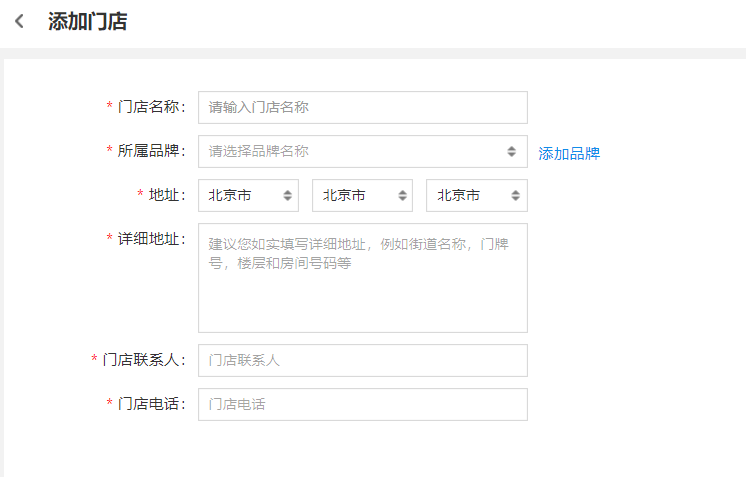 添加门店
* 门店名称: 请输入门店名称
* 所属品牌: 请选择品牌名称 添加品牌
* 地址: 北京市 北京市 北京市
* 详细地址: 建议您如实填写详细地址，例如街道名称，门牌
号，楼层和房间号码等
* 门店联系人: 门店联系人
* 门店电话: 门店电话